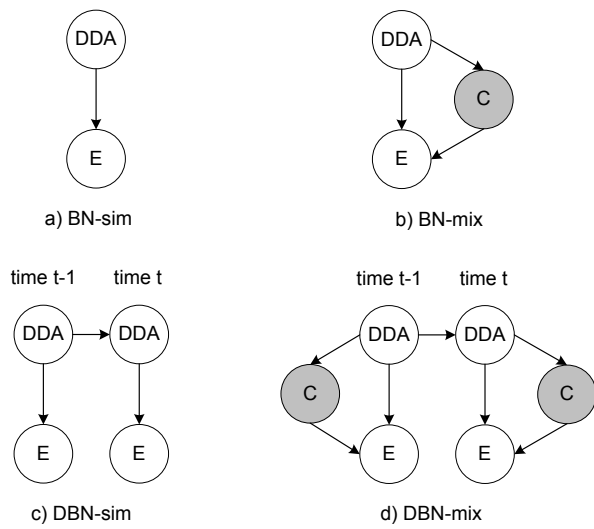 DDA
E
a) BN-sim
DDA
C
E
b) BN-mix
time t-1 time t
DDA DDA
E E
c) DBN-sim
time t-1 time t
DDA DDA
C C
E E
d) DBN-mix